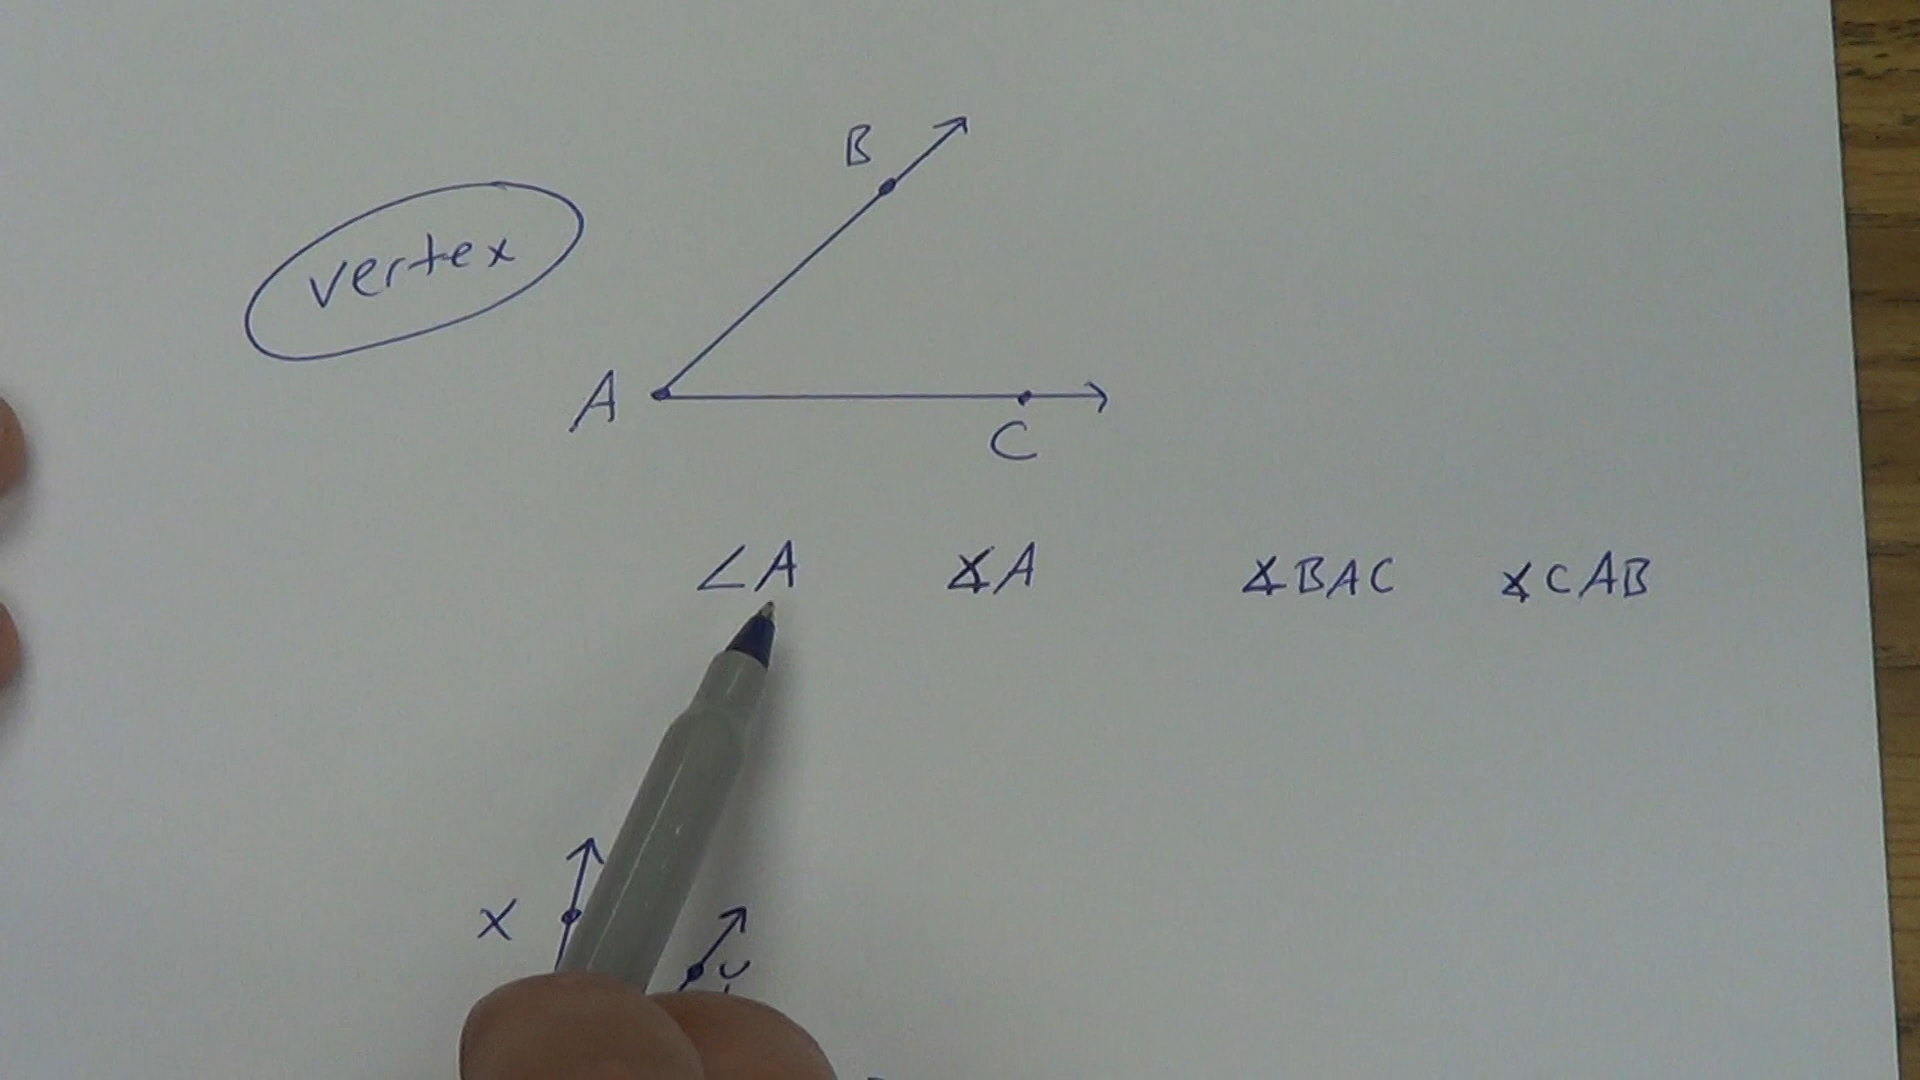 B
vertex
A
C
∠A ∡A ∡BAC ∡CAB
X